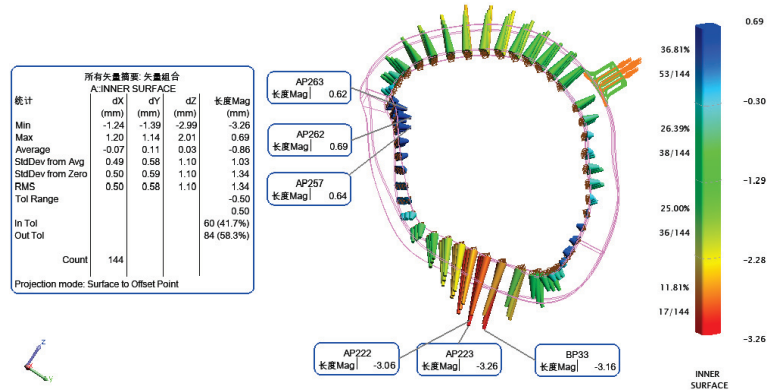 所有矢量摘要: 矢量組合
A::INNER SURFACE
统计 dX dY dZ 长度Mag
(mm) (mm) (mm) (mm)
Min -1.24 -1.39 -2.99 -3.26
Max 1.20 1.14 2.01 0.69
Average -0.07 0.11 0.03 -0.86
StdDev from Avg 0.49 0.58 1.10 1.03
StdDev from Zero 0.50 0.59 1.10 1.34
RMS 0.50 0.58 1.10 1.34
Tol Range -0.50
0.50
In Tol 60 (41.7%)
Out Tol 84 (58.3%)
Count 144
Projection mode: Surface to Offset Point
AP263
长度Mag 0.62
AP262
长度Mag 0.69
AP257
长度Mag 0.64
AP222
长度Mag -3.06
AP223
长度Mag -3.26
BP33
长度Mag -3.16
0.69
36.81%
53/144
-0.30
26.39%
38/144
-1.29
25.00%
36/144
-2.28
11.81%
17/144
-3.26
INNER
SURFACE
Z
Y